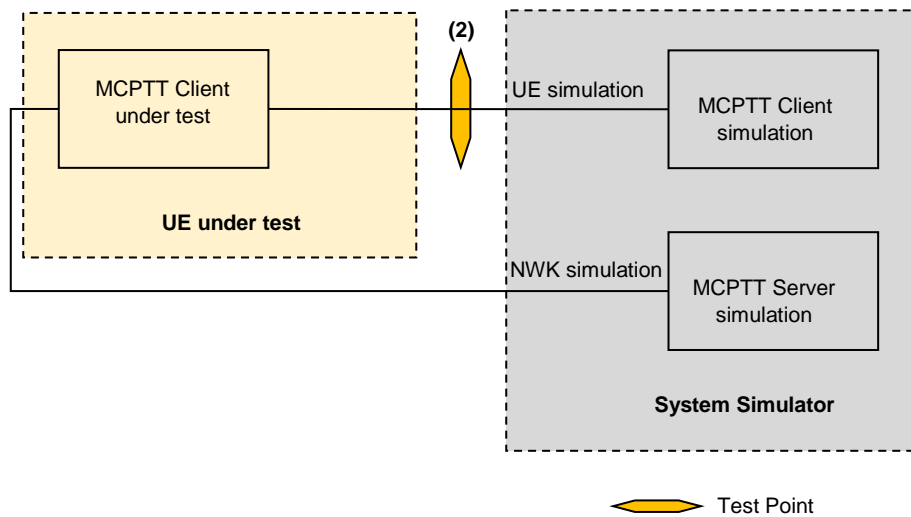 (2)
MCPTT Client
under test
UE simulation
MCPTT Client
simulation
UE under test
NWK simulation
MCPTT Server
simulation
System Simulator
Test Point